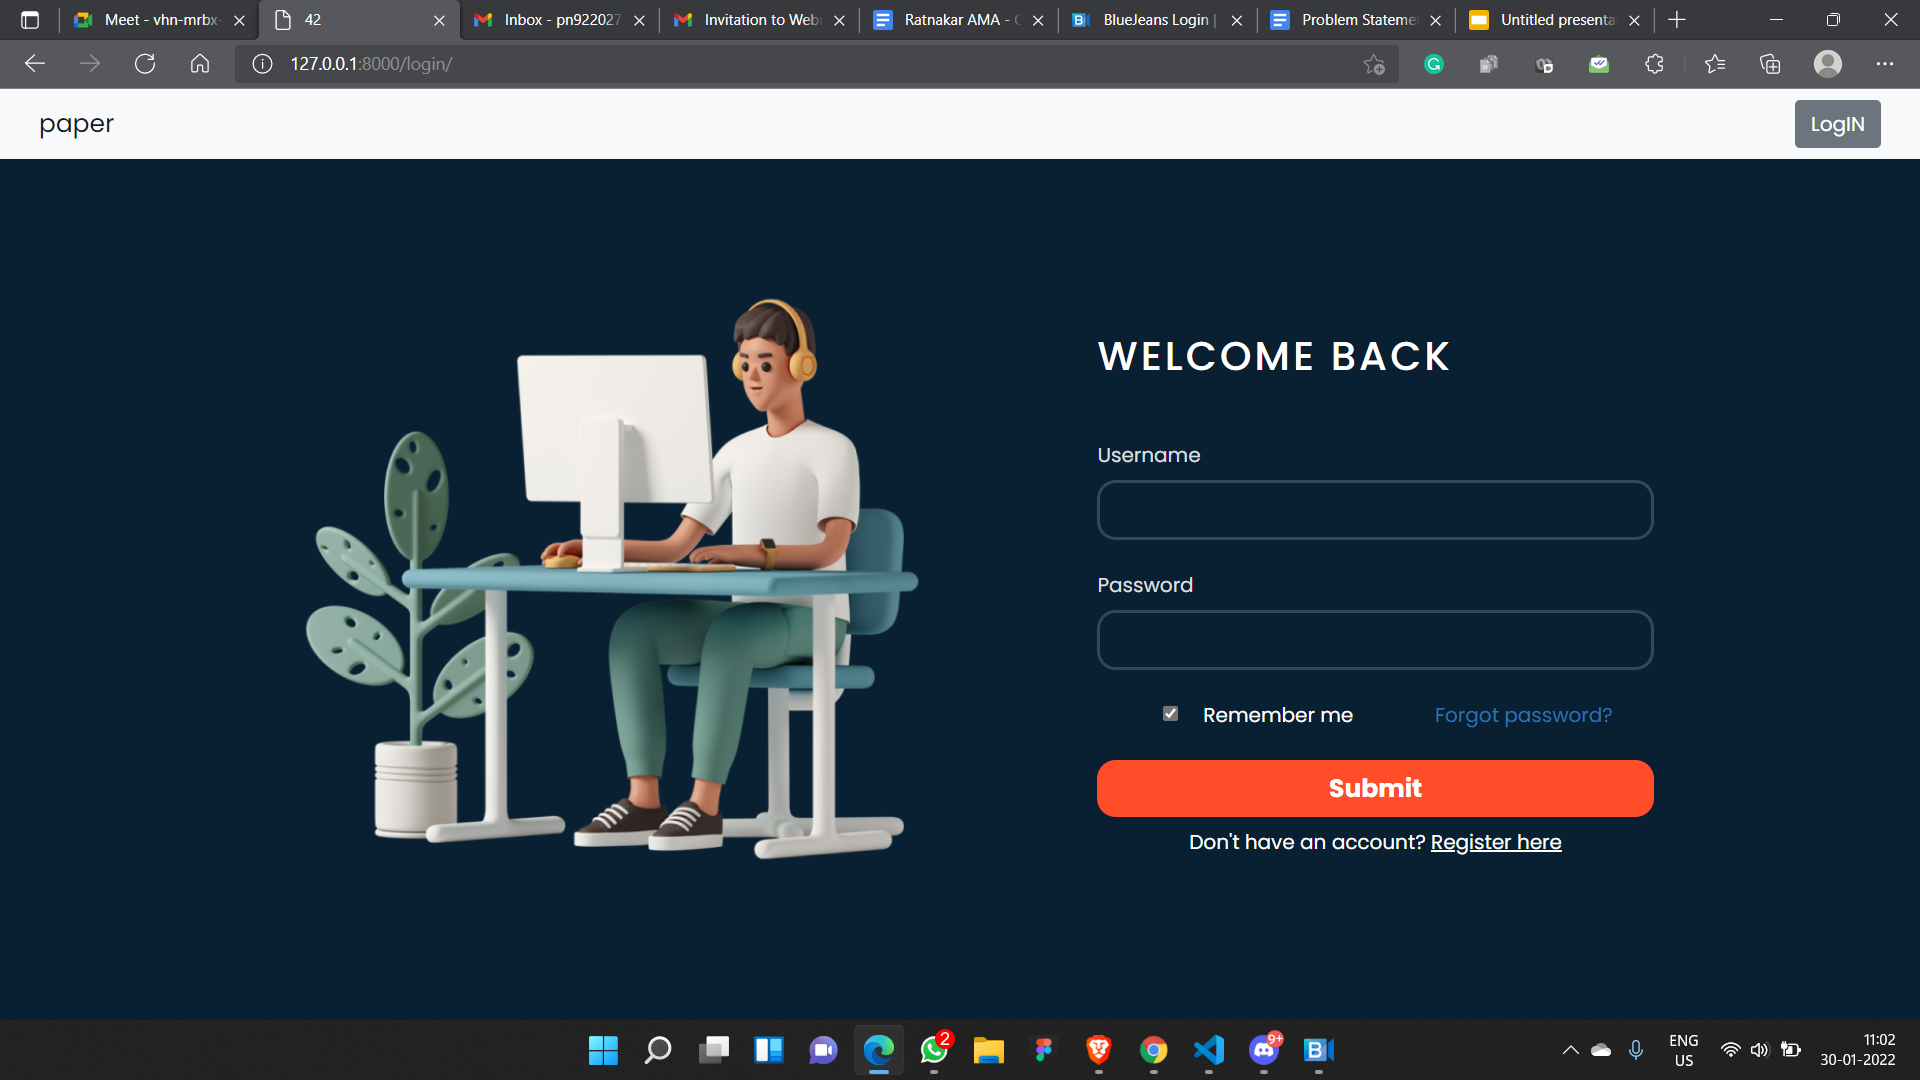 Meet - vhn-mrbx-
42
Inbox - pn922027
Invitation to Webi
Ratnakar AMA - 
BlueJeans Login |
Problem Stateme
Untitled presenta
127.0.0.1:8000/login/
paper
LogIN
WELCOME BACK
Username
Password
Remember me
Forgot password?
Submit
Don't have an account? Register here
2
9+
ENG
US
11:02
30-01-2022